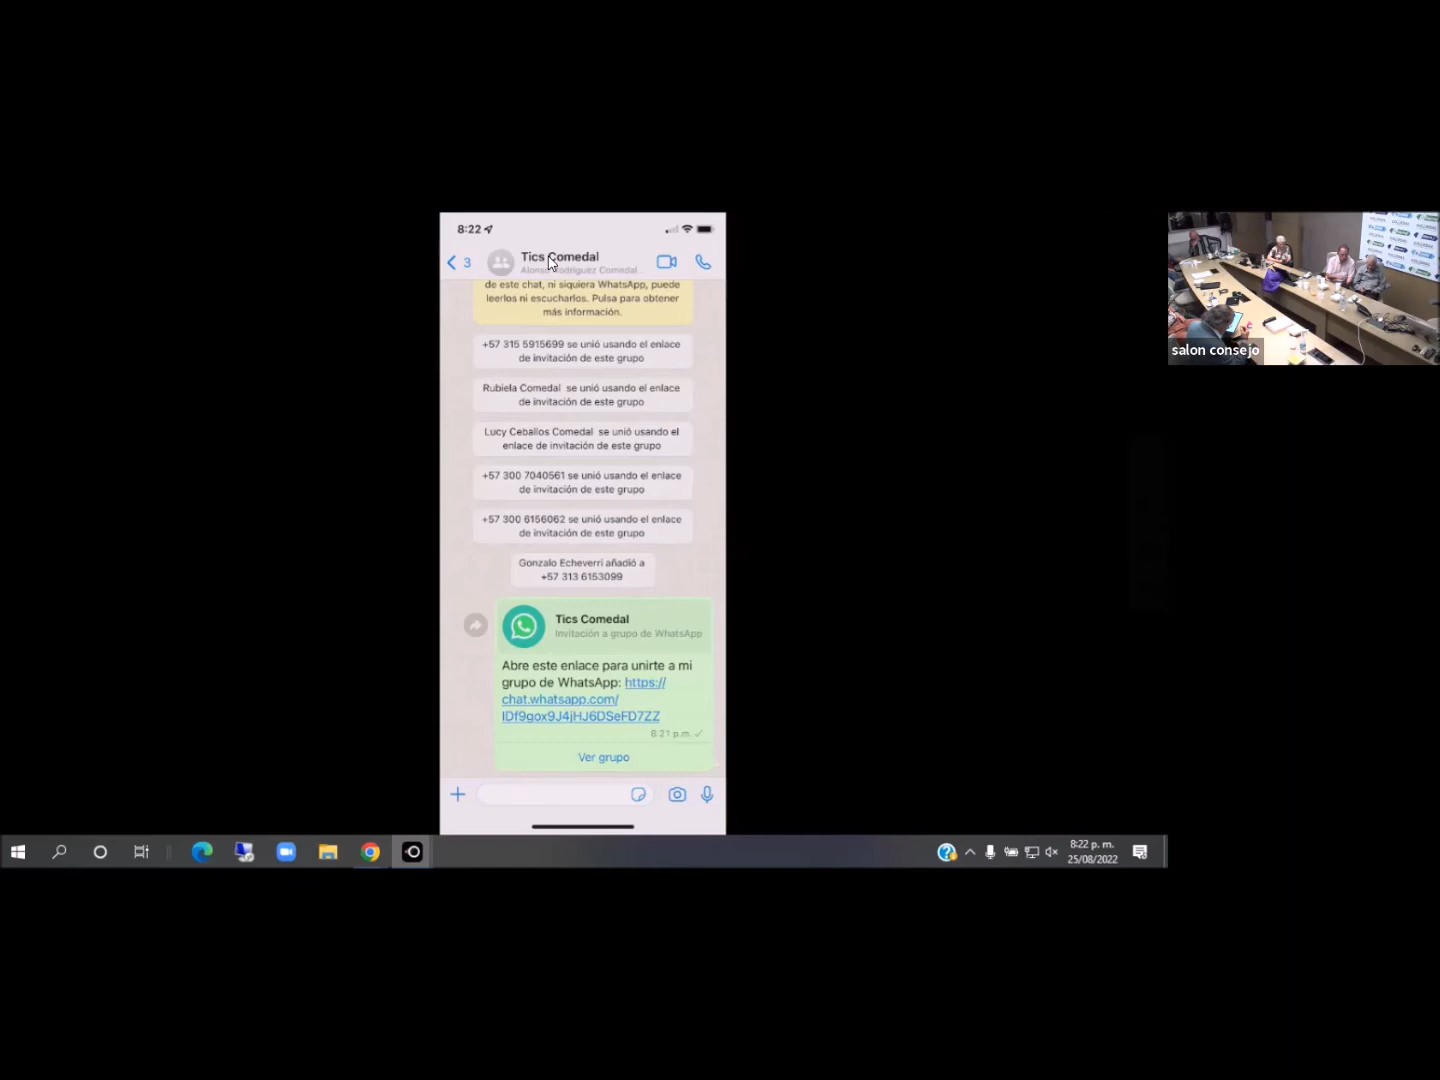 8:22
3
Tics Comedal
Alonso Rodríguez Comedal...
de este chat, ni siquiera WhatsApp, puede
leerlos ni escucharlos. Pulsa para obtener
más información.
+57 315 5915699 se unió usando el enlace
de invitación de este grupo
Rubiela Comedal se unió usando el enlace
de invitación de este grupo
Lucy Ceballos Comedal se unió usando el
enlace de invitación de este grupo
+57 300 7040561 se unió usando el enlace
de invitación de este grupo
+57 300 6156062 se unió usando el enlace
de invitación de este grupo
Gonzalo Echeverri añadió a
+57 313 6153099
Tics Comedal
Invitación a grupo de WhatsApp
Abre este enlace para unirte a mi
grupo de WhatsApp: https://
chat.whatsapp.com/
IDf9gox9J4jHJ6DSeFD7ZZ
8:21 p.m.
Ver grupo
salon consejo
8:22 p. m.
25/08/2022